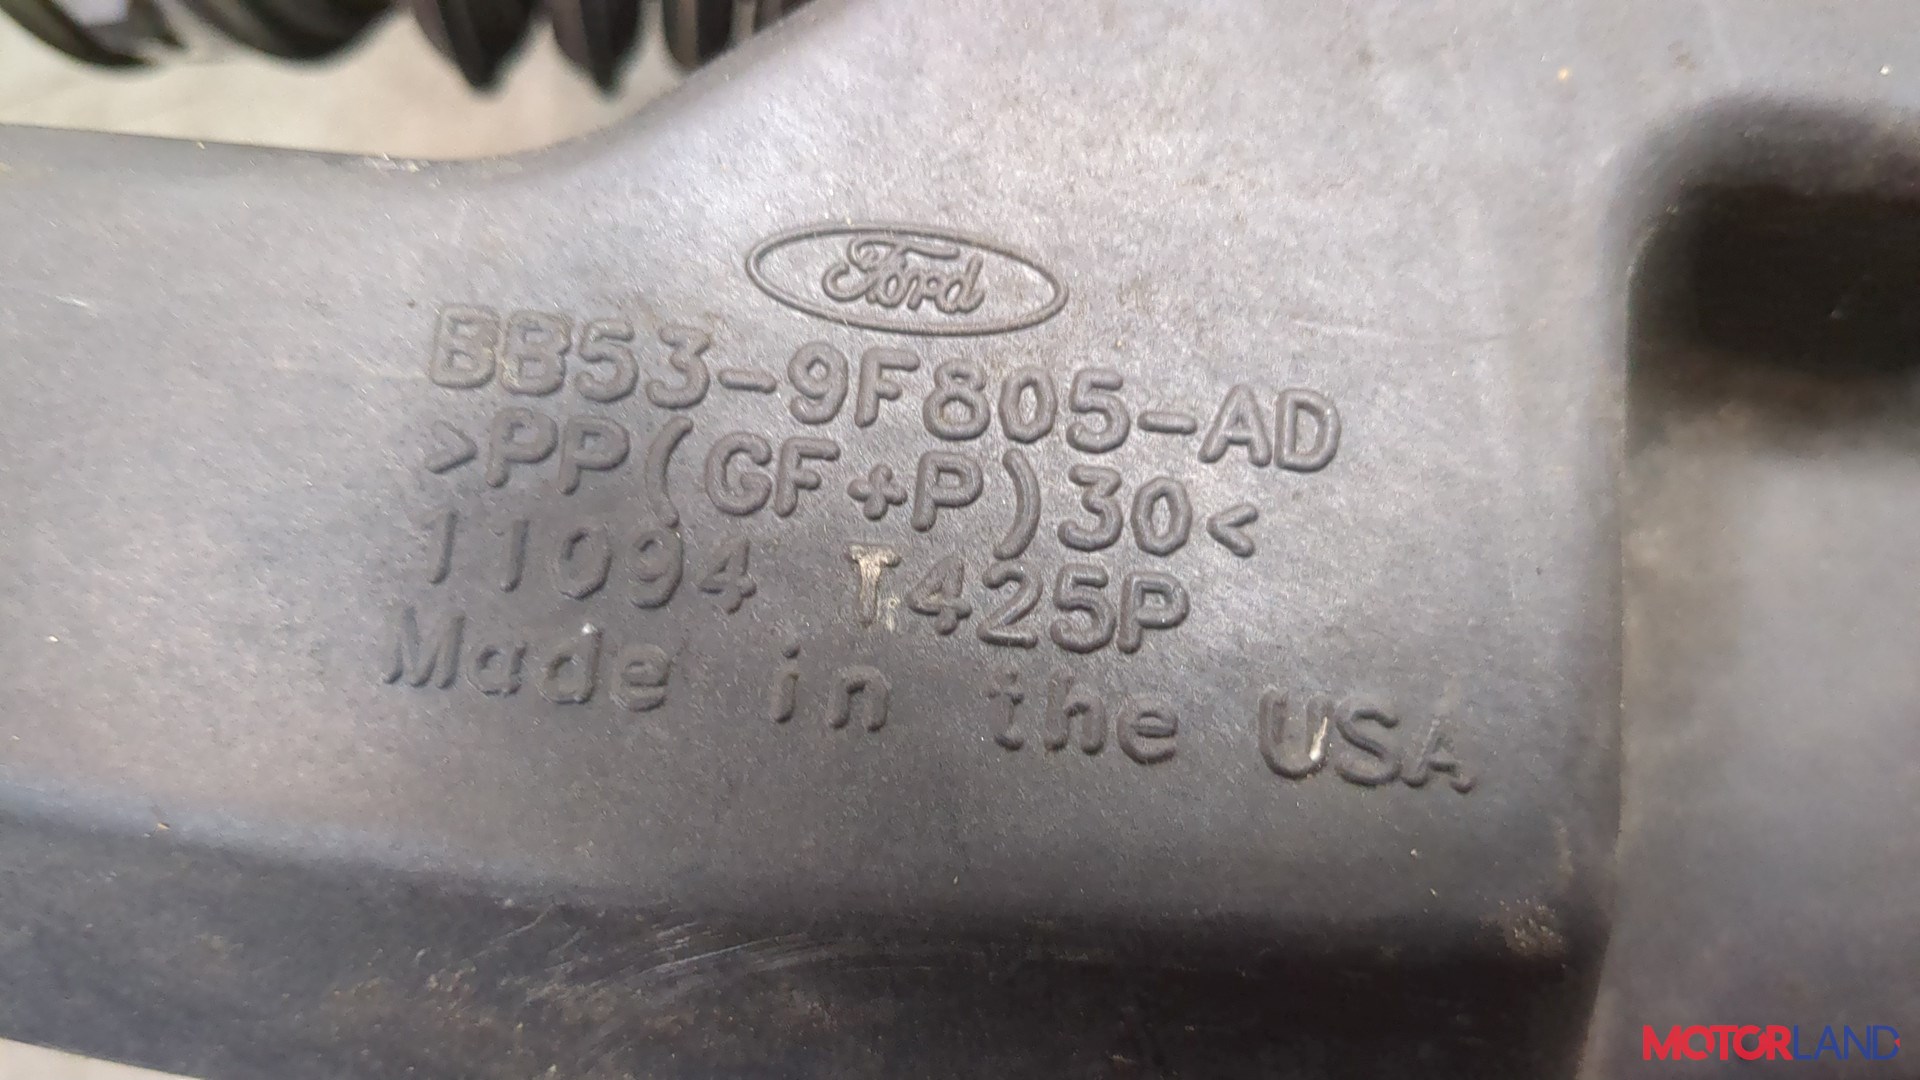 Ford
BB53-9F805-AD
>PP(GF+P)30<
11094 T425P
Made in the USA
MOTORLAND